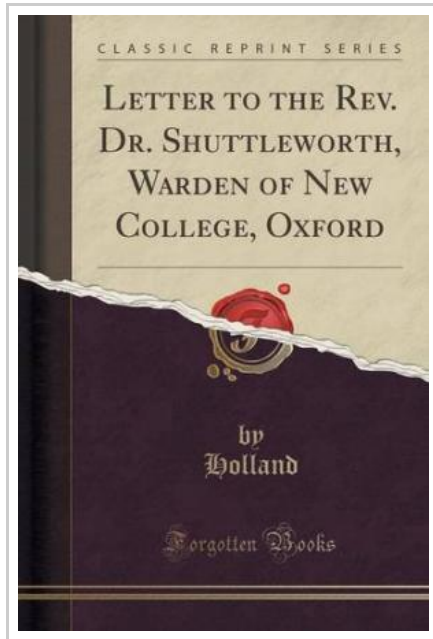 CLASSIC REPRINT SERIES
LETTER TO THE REV.
DR. SHUTTLEWORTH,
WARDEN OF NEW
COLLEGE, OXFORD
by
Holland
Forgotten Books